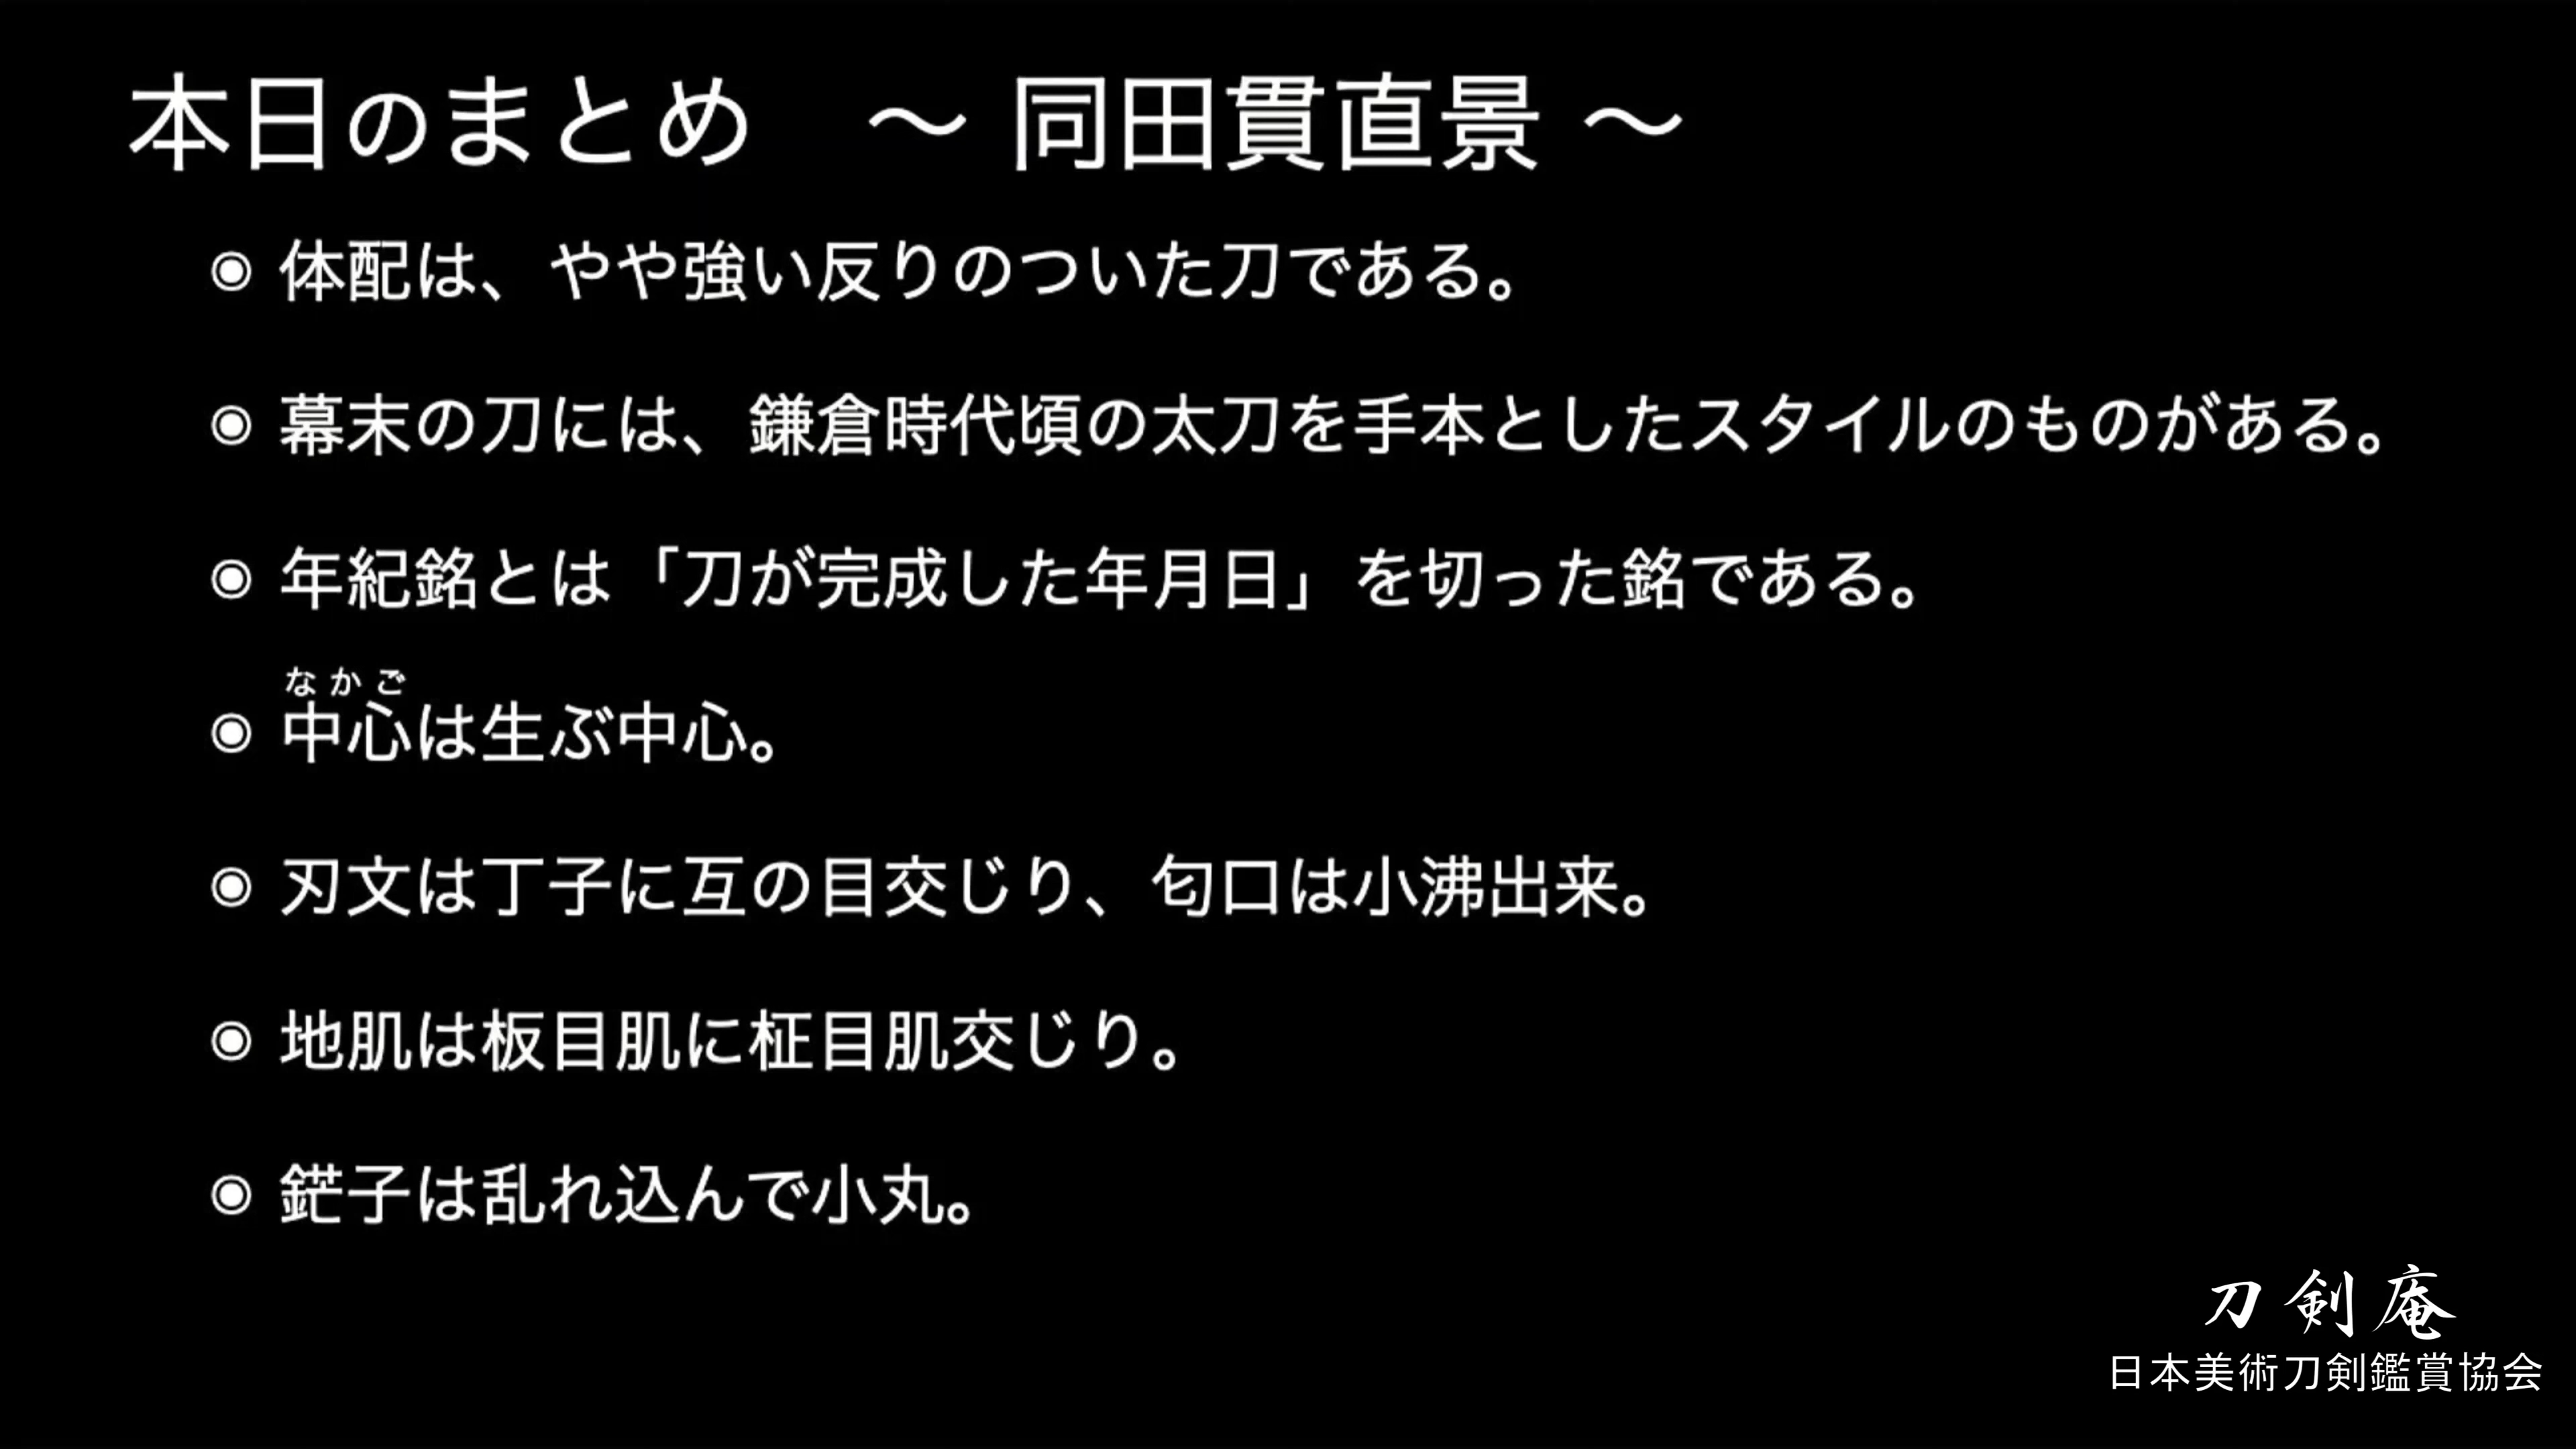 本日のまとめ　〜 同田貫直景 〜
◉ 体配は、やや強い反りのついた刀である。
◉ 幕末の刀には、鎌倉時代頃の太刀を手本としたスタイルのものがある。
◉ 年紀銘とは「刀が完成した年月日」を切った銘である。
なかご
◉ 中心は生ぶ中心。
◉ 刃文は丁子に互の目交じり、匂口は小沸出来。
◉ 地肌は板目肌に柾目肌交じり。
◉ 鋩子は乱れ込んで小丸。
刀剣庵
日本美術刀剣鑑賞協会